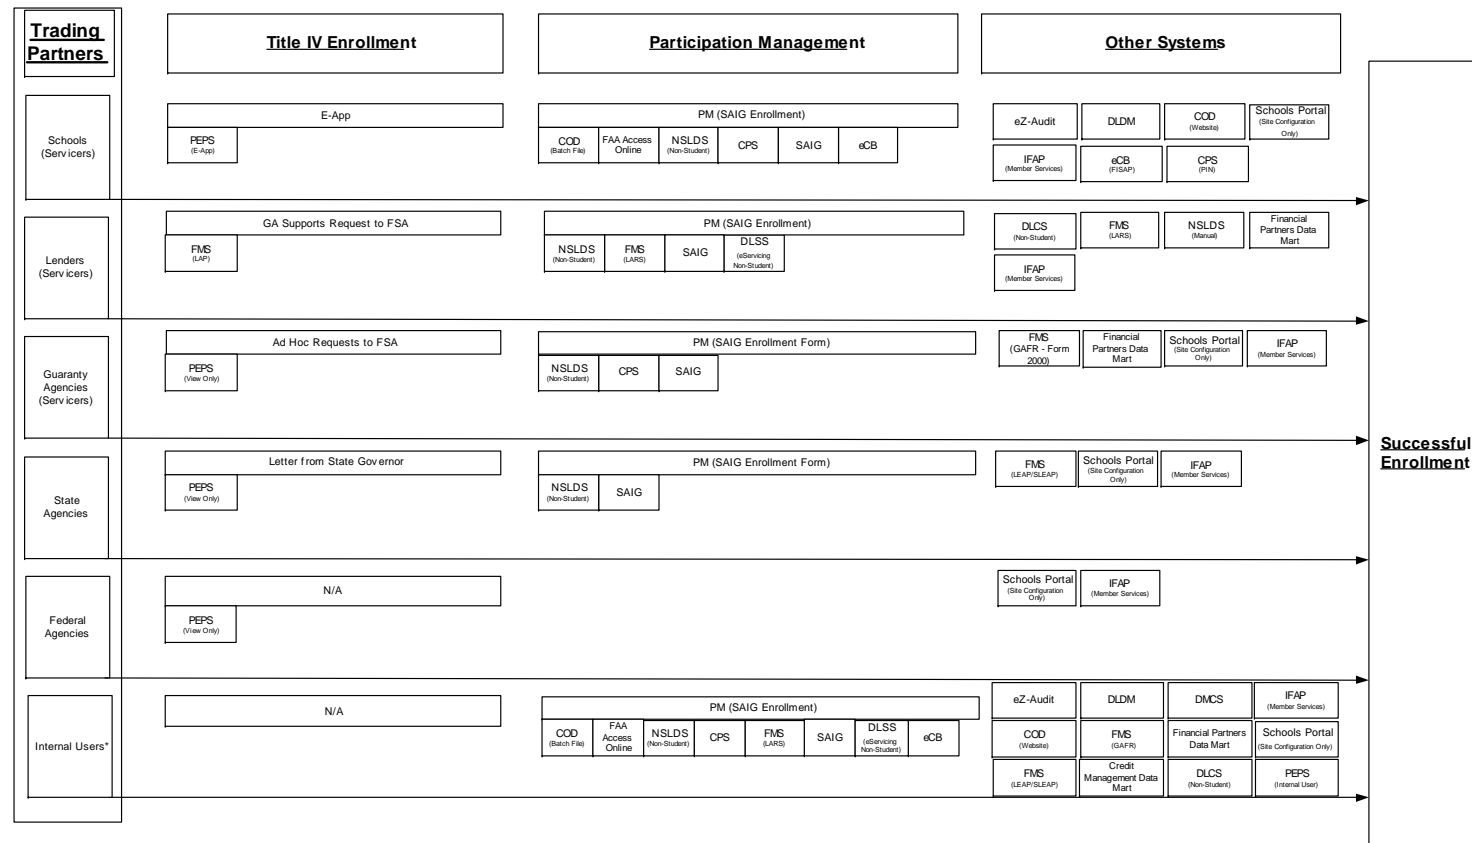 Trading
Partners
Title IV Enrollment
Participation Management
Other Systems
Schools
(Servicers)
E-App
PEPS
(E-App)
PM (SAIG Enrollment)
COD
(Batch File)
FAA Access
Online
NSLDS
(Non-Student)
CPS
SAIG
eCB
eZ-Audit
DLDM
COD
(Website)
Schools Portal
(Site Configuration
Only)
IFAP
(Member Services)
eCB
(FISAP)
CPS
(PIN)
Lenders
(Servicers)
GA Supports Request to FSA
FMS
(LAP)
PM (SAIG Enrollment)
NSLDS
(Non-Student)
FMS
(LARS)
SAIG
DLSS
(eServicing
Non-Student)
DLCS
(Non-Student)
FMS
(LARS)
NSLDS
(Manual)
Financial
Partners Data
Mart
IFAP
(Member Services)
Guaranty
Agencies
(Servicers)
Ad Hoc Requests to FSA
PEPS
(View Only)
PM (SAIG Enrollment Form)
NSLDS
(Non-Student)
CPS
SAIG
FMS
(GAFR - Form
2000)
Financial
Partners Data
Mart
Schools Portal
(Site Configuration
Only)
IFAP
(Member Services)
State
Agencies
Letter from State Governor
PEPS
(View Only)
PM (SAIG Enrollment Form)
NSLDS
(Non-Student)
SAIG
FMS
(LEAP/SLEAP)
Schools Portal
(Site Configuration
Only)
IFAP
(Member Services)
Successful
Enrollment
Federal
Agencies
N/A
PEPS
(View Only)
Schools Portal
(Site Configuration
Only)
IFAP
(Member Services)
Internal Users*
N/A
PM (SAIG Enrollment)
COD
(Batch File)
FAA
Access
Online
NSLDS
(Non-Student)
CPS
FMS
(LARS)
SAIG
DLSS
(eServicing
Non-Student)
eCB
eZ-Audit
DLDM
DMCS
IFAP
(Member Services)
COD
(Website)
FMS
(GAFR)
Financial Partners
Data Mart
Schools Portal
(Site Configuration Only)
FMS
(LEAP/SLEAP)
Credit
Management Data
Mart
DLCS
(Non-Student)
PEPS
(Internal User)